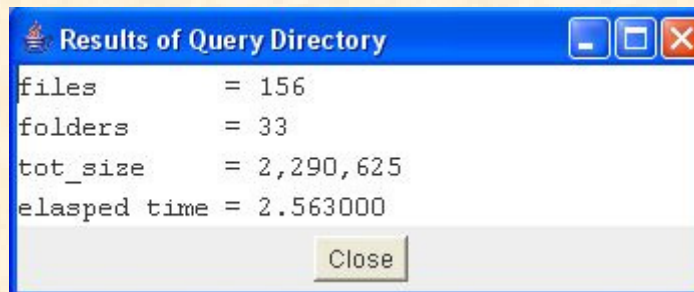 Results of Query Directory
files = 156
folders = 33
tot_size = 2,290,625
elasped time = 2.563000
Close